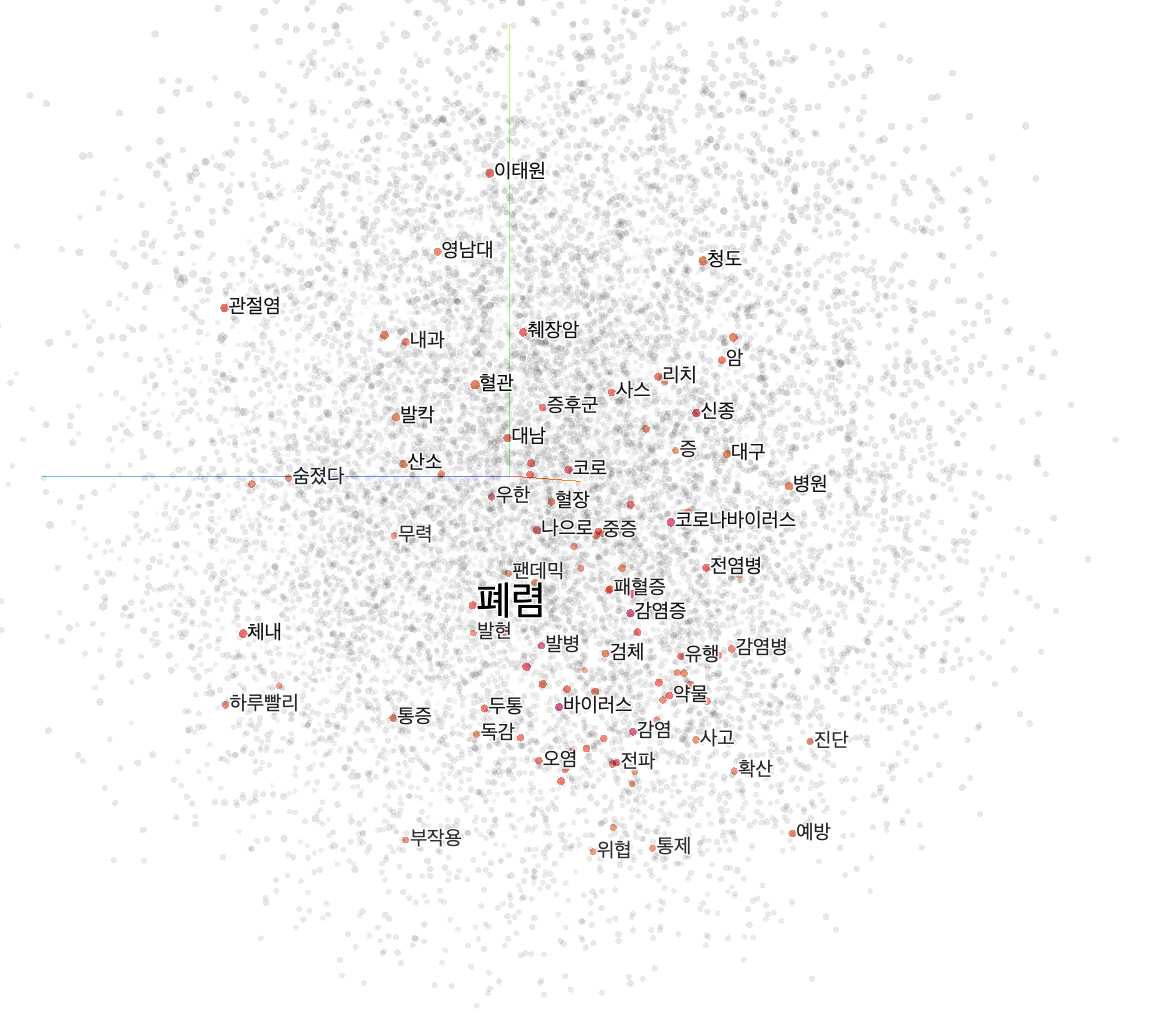 이태원
영남대
청도
관절염
췌장암
내과
암
리치
혈관
사스
증후군
신종
발칵
대남
증
대구
산소
코로
숨졌다
병원
우한
혈장
코로나바이러스
나으로
중증
무력
전염병
팬데믹
패혈증
폐렴
감염증
발현
체내
발병
감염병
검체
유행
약물
하루빨리
두통
바이러스
통증
감염
독감
사고
진단
오염
전파
확산
예방
부작용
통제
위협